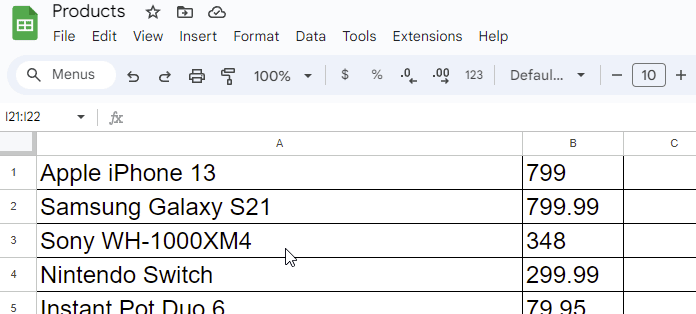 Products
File Edit View Insert Format Data Tools Extensions Help
Menus 100% $ % .0 .00 123 Defaul... 10
I21:I22 fx
A B C
1 Apple iPhone 13 799
2 Samsung Galaxy S21 799.99
3 Sony WH-1000XM4 348
4 Nintendo Switch 299.99
5 Instant Pot Duo 6 79.95